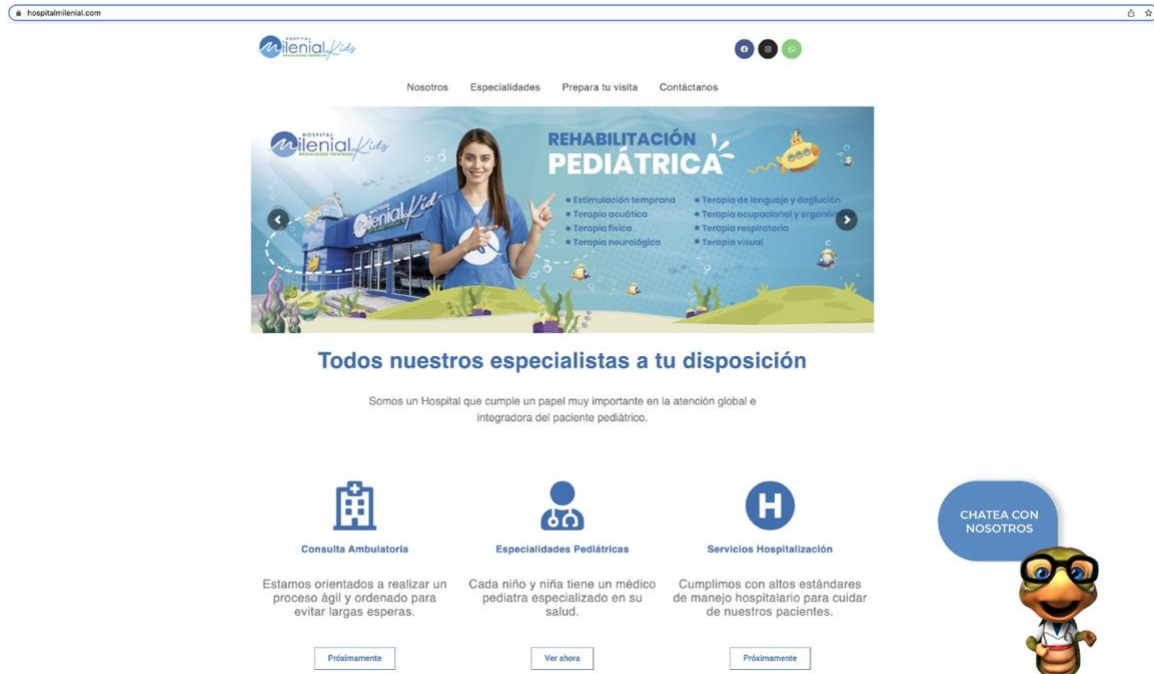 hospitalmilenial.com
HOSPITAL
Milenial Kids
Nosotros Especialidades Prepara tu visita Contáctanos
HOSPITAL
Milenial Kids
REHABILITACIÓN
PEDIÁTRICA
• Estimulación temprana
• Terapia acuática
• Terapia física
• Terapia neurológica
• Terapia de lenguaje y deglución
• Terapia ocupacional y
• Terapia respiratoria
• Terapia visual
Milenial Kid
Todos nuestros especialistas a tu disposición
Somos un Hospital que cumple un papel muy importante en la atención global e
integradora del paciente pediátrico.
H
Consulta Ambulatoria
Estamos orientados a realizar un
proceso ágil y ordenado para
evitar largas esperas.
Próximamente
Especialidades Pediátricas
Cada niño y niña tiene un médico
pediatra especializado en su
salud.
Ver ahora
Servicios Hospitalización
Cumplimos con altos estándares
de manejo hospitalario para cuidar
de nuestros pacientes.
Próximamente
CHATEA CON
NOSOTROS